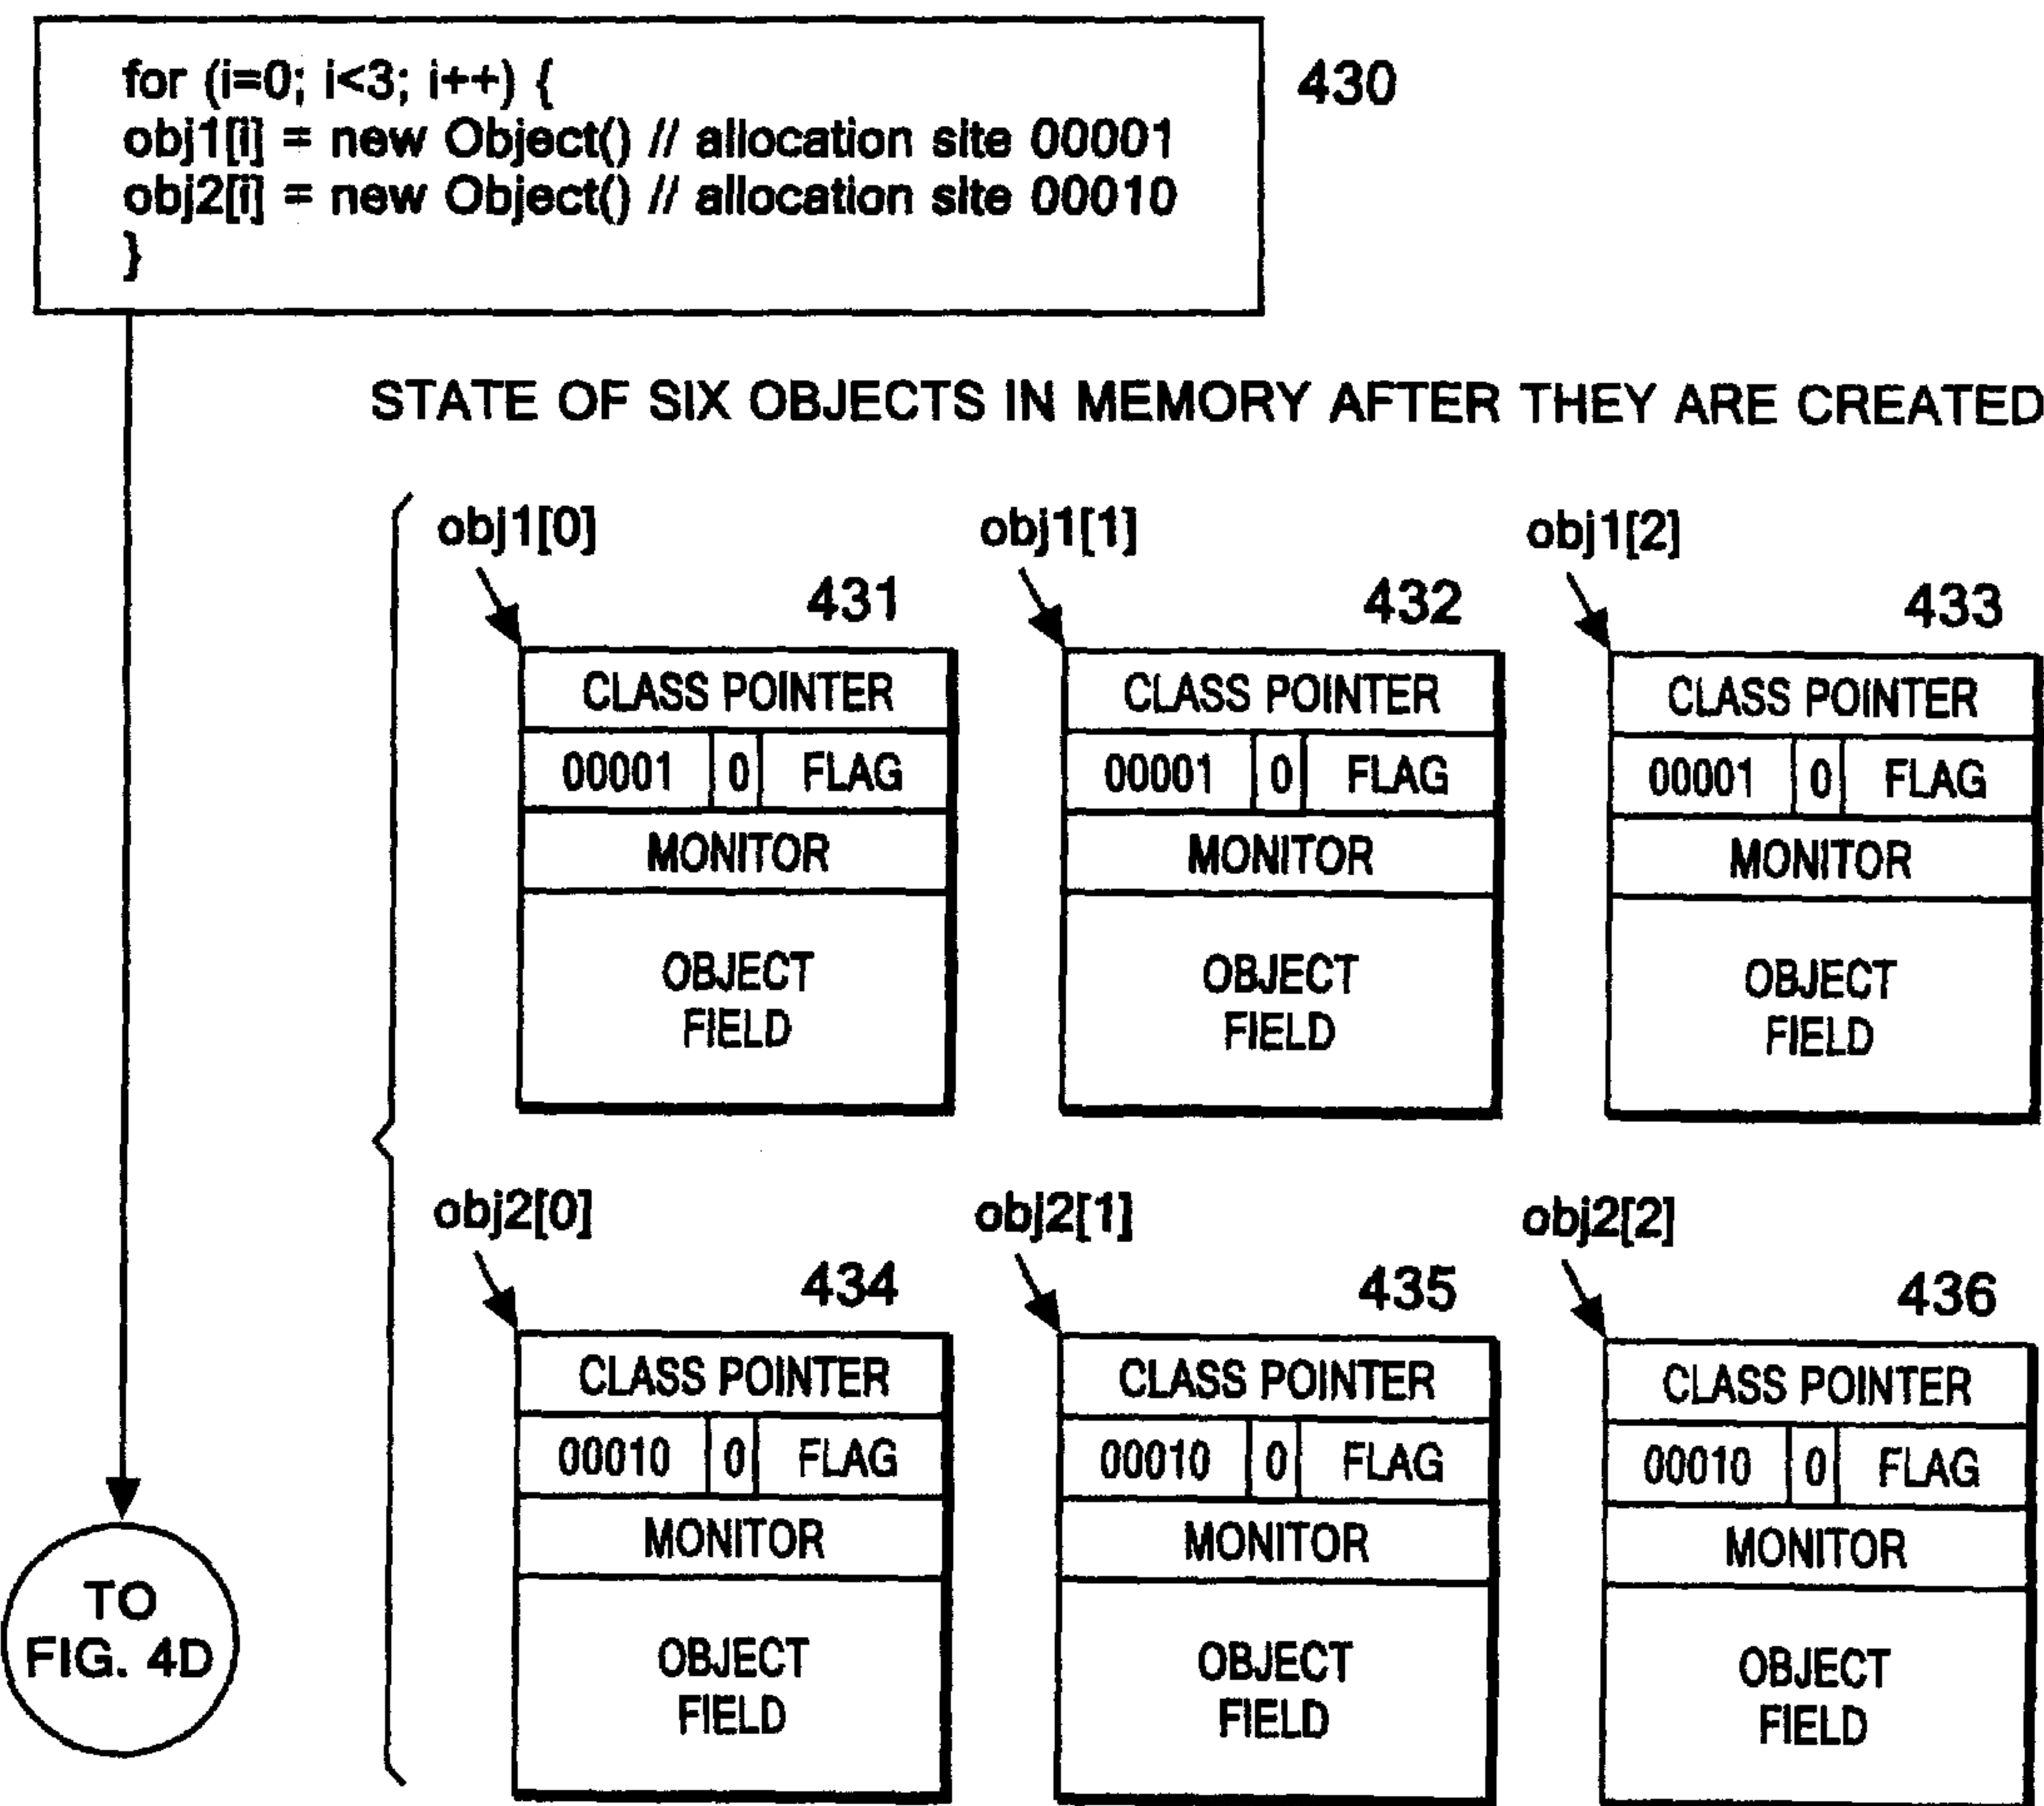 for (i=0; i<3; i++) {
obj1[i] = new Object() // allocation site 00001
obj2[i] = new Object() // allocation site 00010
}
430
STATE OF SIX OBJECTS IN MEMORY AFTER THEY ARE CREATED
obj1[0]
431
CLASS POINTER
00001 0 FLAG
MONITOR
OBJECT
FIELD
obj1[1]
432
CLASS POINTER
00001 0 FLAG
MONITOR
OBJECT
FIELD
obj1[2]
433
CLASS POINTER
00001 0 FLAG
MONITOR
OBJECT
FIELD
obj2[0]
434
CLASS POINTER
00010 0 FLAG
MONITOR
OBJECT
FIELD
obj2[1]
435
CLASS POINTER
00010 0 FLAG
MONITOR
OBJECT
FIELD
obj2[2]
436
CLASS POINTER
00010 0 FLAG
MONITOR
OBJECT
FIELD
TO
FIG. 4D